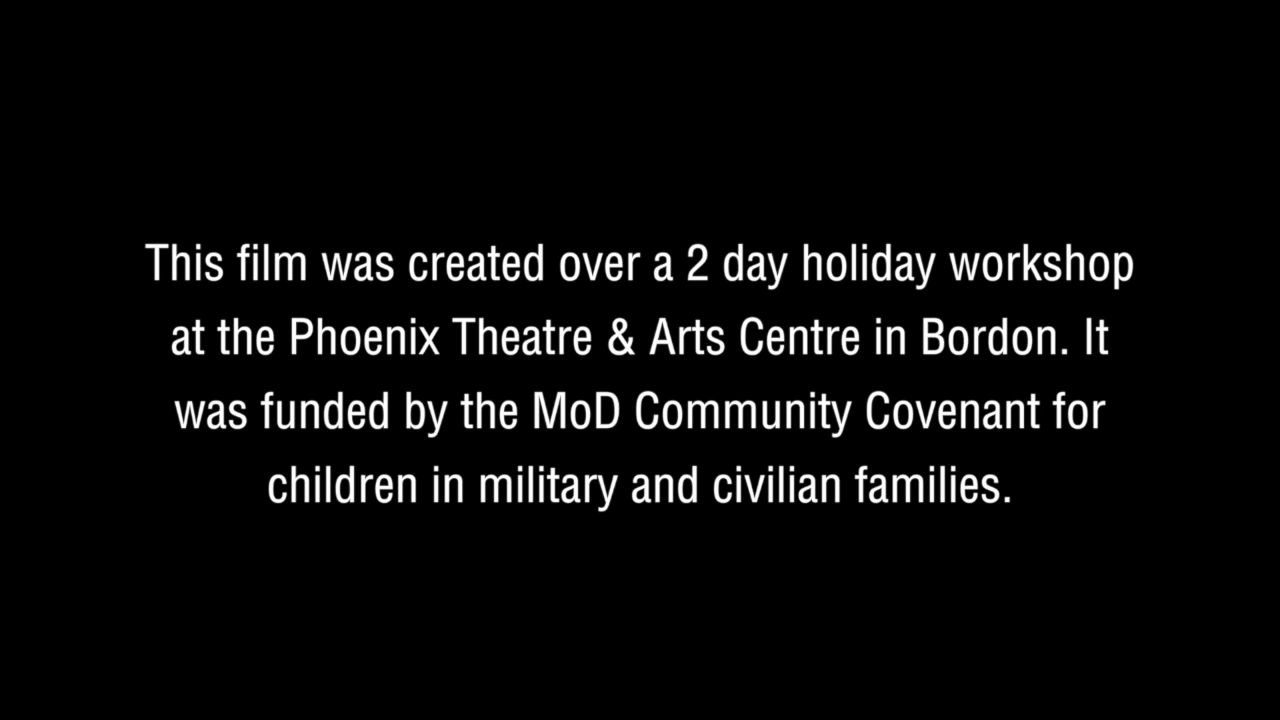 This film was created over a 2 day holiday workshop
at the Phoenix Theatre & Arts Centre in Bordon. It
was funded by the MoD Community Covenant for
children in military and civilian families.